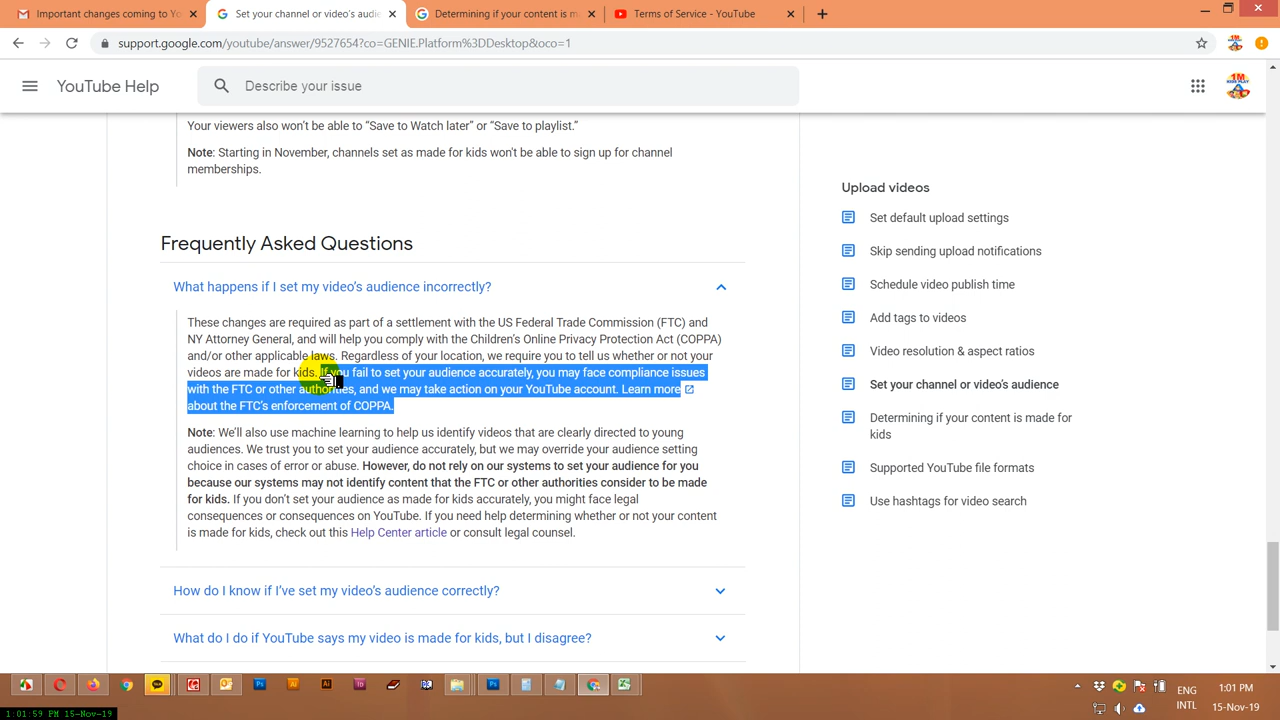 Important changes coming to Yo
Set your channel or video's audie
Determining if your content is m
Terms of Service - YouTube
support.google.com/youtube/answer/9527654?co=GENIE.Platform%3DDesktop&oco=1
YouTube Help
Describe your issue
1M
KIDS PLAY
Your viewers also won't be able to “Save to Watch later” or “Save to playlist.”
Note: Starting in November, channels set as made for kids won't be able to sign up for channel
memberships.
Frequently Asked Questions
What happens if I set my video's audience incorrectly?
These changes are required as part of a settlement with the US Federal Trade Commission (FTC) and
NY Attorney General, and will help you comply with the Children's Online Privacy Protection Act (COPPA)
and/or other applicable laws. Regardless of your location, we require you to tell us whether or not your
videos are made for kids. If you fail to set your audience accurately, you may face compliance issues
with the FTC or other authorities, and we may take action on your YouTube account. Learn more
about the FTC's enforcement of COPPA.
Note: We'll also use machine learning to help us identify videos that are clearly directed to young
audiences. We trust you to set your audience accurately, but we may override your audience setting
choice in cases of error or abuse. However, do not rely on our systems to set your audience for you
because our systems may not identify content that the FTC or other authorities consider to be made
for kids. If you don't set your audience as made for kids accurately, you might face legal
consequences or consequences on YouTube. If you need help determining whether or not your content
is made for kids, check out this Help Center article or consult legal counsel.
How do I know if I've set my video's audience correctly?
What do I do if YouTube says my video is made for kids, but I disagree?
Upload videos
Set default upload settings
Skip sending upload notifications
Schedule video publish time
Add tags to videos
Video resolution & aspect ratios
Set your channel or video's audience
Determining if your content is made for
kids
Supported YouTube file formats
Use hashtags for video search
ENG
INTL
1:01 PM
15-Nov-19
1:01:59 PM 15-Nov-19